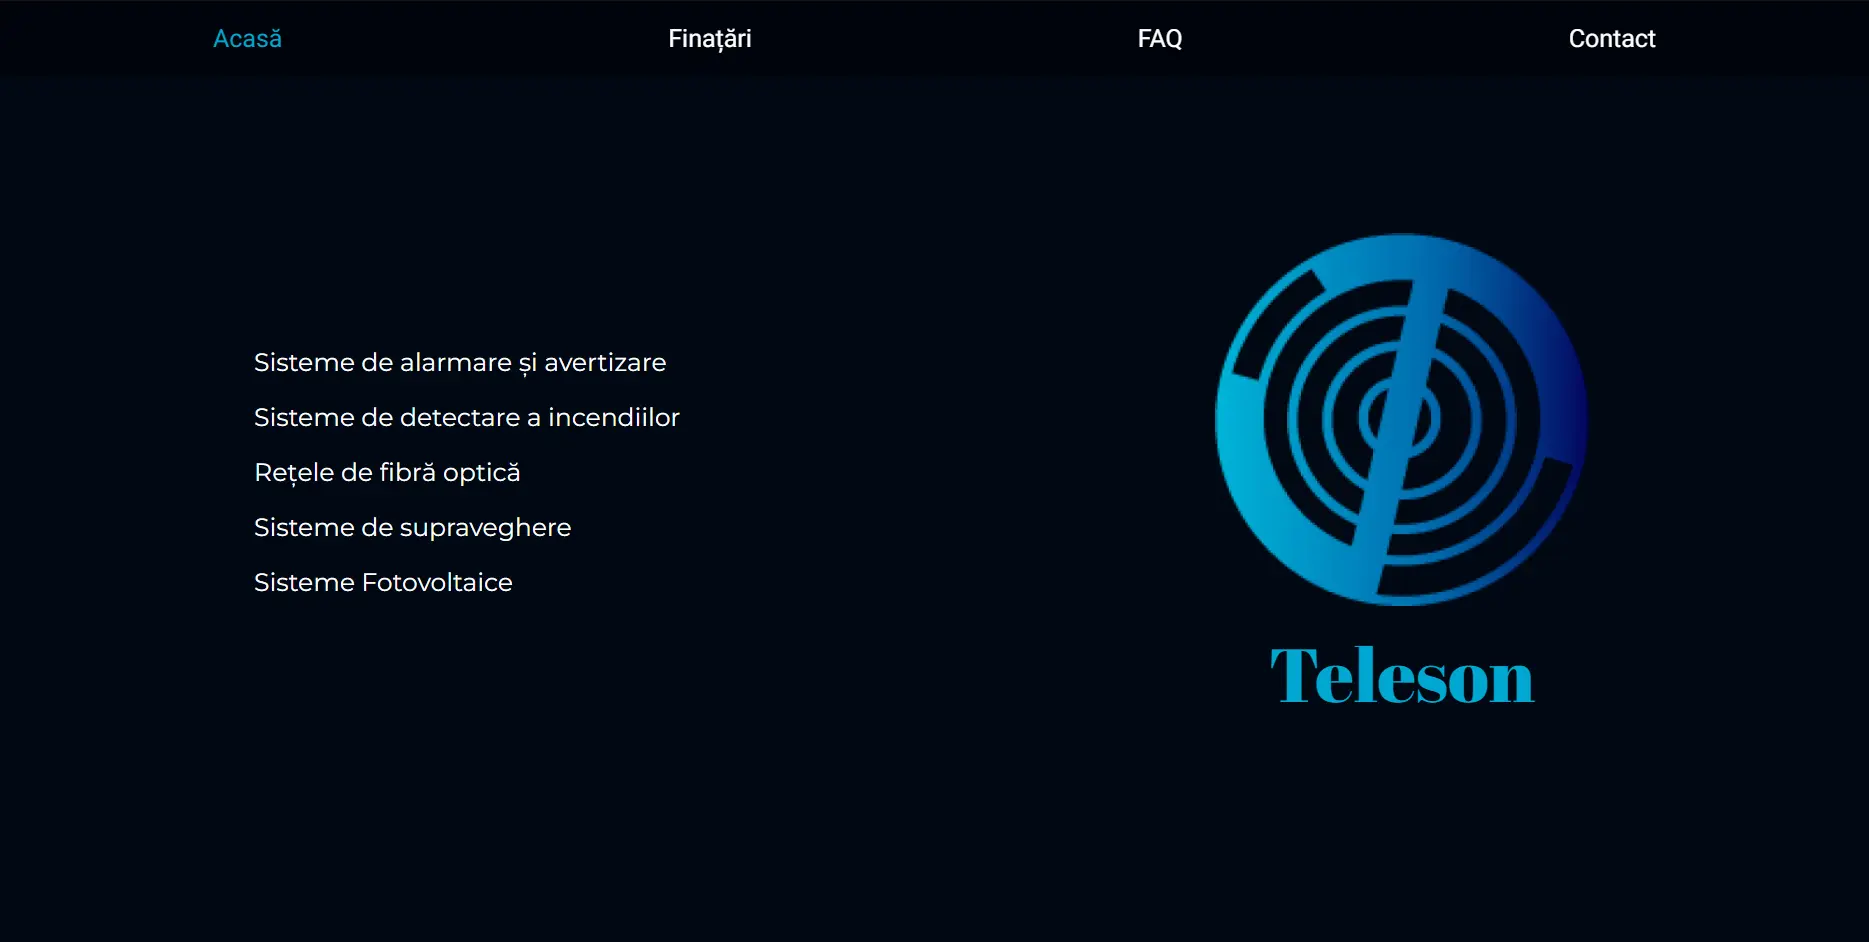 Acasă
Finațări
FAQ
Contact
Sisteme de alarmare și avertizare
Sisteme de detectare a incendiilor
Rețele de fibră optică
Sisteme de supraveghere
Sisteme Fotovoltaice
Teleson